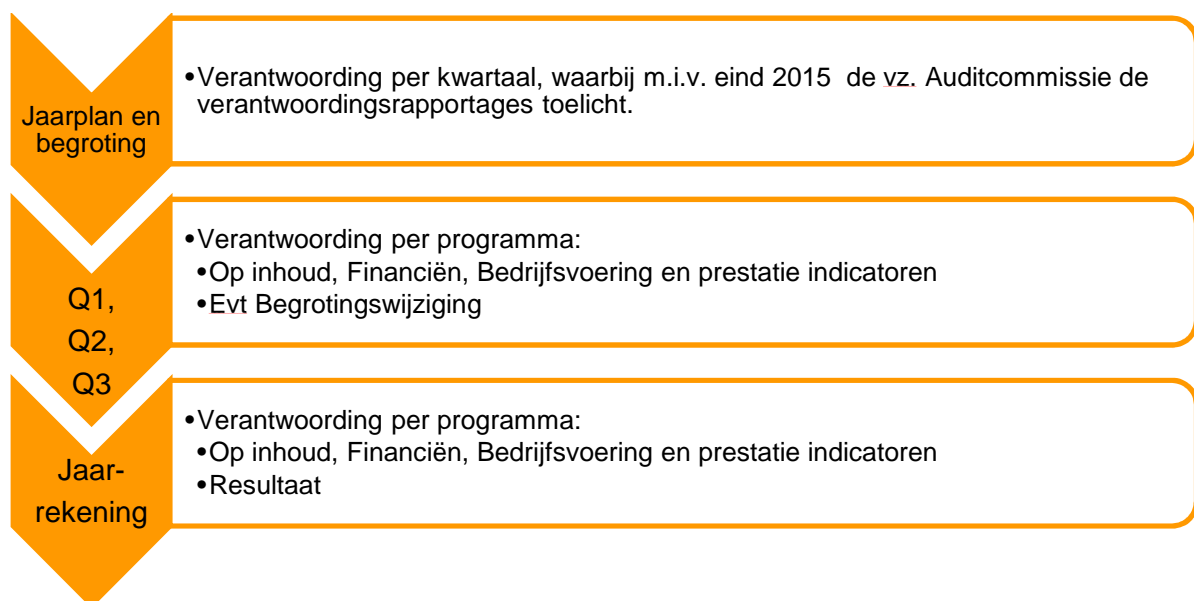 Jaarplan en
begroting
•Verantwoording per kwartaal, waarbij m.i.v. eind 2015 de vz. Auditcommissie de
verantwoordingsrapportages toelicht.
Q1,
Q2,
Q3
•Verantwoording per programma:
•Op inhoud, Financiën, Bedrijfsvoering en prestatie indicatoren
•Evt Begrotingswijziging
Jaar-
rekening
•Verantwoording per programma:
•Op inhoud, Financiën, Bedrijfsvoering en prestatie indicatoren
•Resultaat